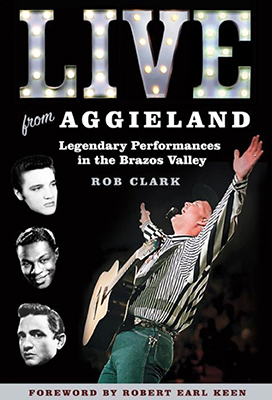 LIVE
from AGGIELAND
Legendary Performances
in the Brazos Valley
ROB CLARK
FOREWORD BY ROBERT EARL KEEN